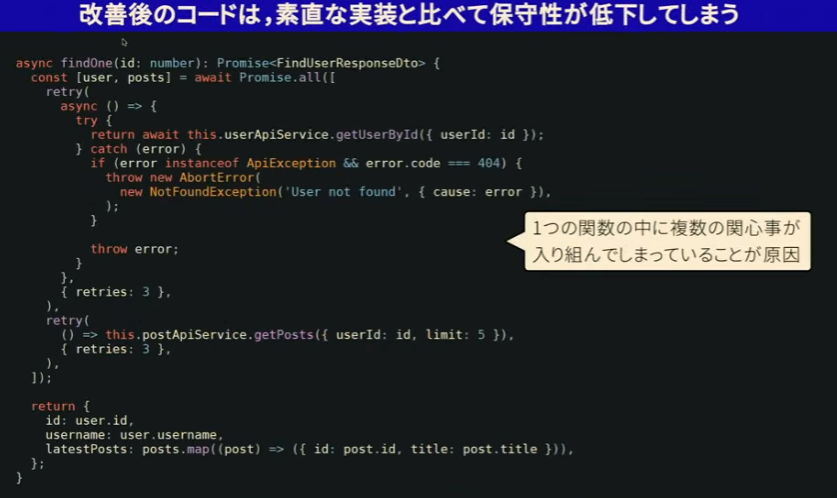 改善後のコードは，素直な実装と比べて保守性が低下してしまう
async findOne(id: number): Promise<FindUserResponseDto> {
  const [user, posts] = await Promise.all([
    retry(
      async () => {
        try {
          return await this.userApiService.getUserById({ userId: id });
        } catch (error) {
          if (error instanceof ApiException && error.code === 404) {
            throw new AbortError(
              new NotFoundException('User not found', { cause: error }),
            );
          }

          throw error;
        }
      },
      { retries: 3 },
    ),
    retry(
      () => this.postApiService.getPosts({ userId: id, limit: 5 }),
      { retries: 3 },
    ),
  ]);

  return {
    id: user.id,
    username: user.username,
    latestPosts: posts.map((post) => ({ id: post.id, title: post.title })),
  };
}
1つの関数の中に複数の関心事が
入り組んでしまっていることが原因